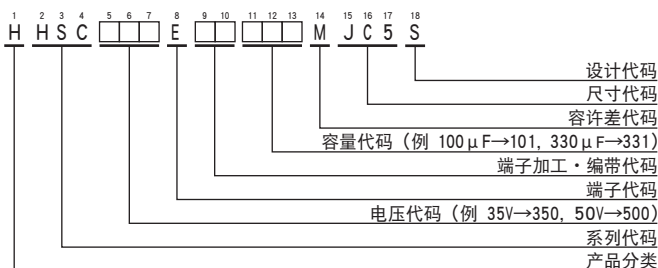 1 2 3 4 5 6 7 8 9 10 11 12 13 14 15 16 17 18
H HSC □□□ E □□ □□□ M JC5 S
设计代码
尺寸代码
容许差代码
容量代码（例 100μF→101, 330μF→331）
端子加工・编带代码
端子代码
电压代码（例 35V→350, 50V→500）
系列代码
产品分类